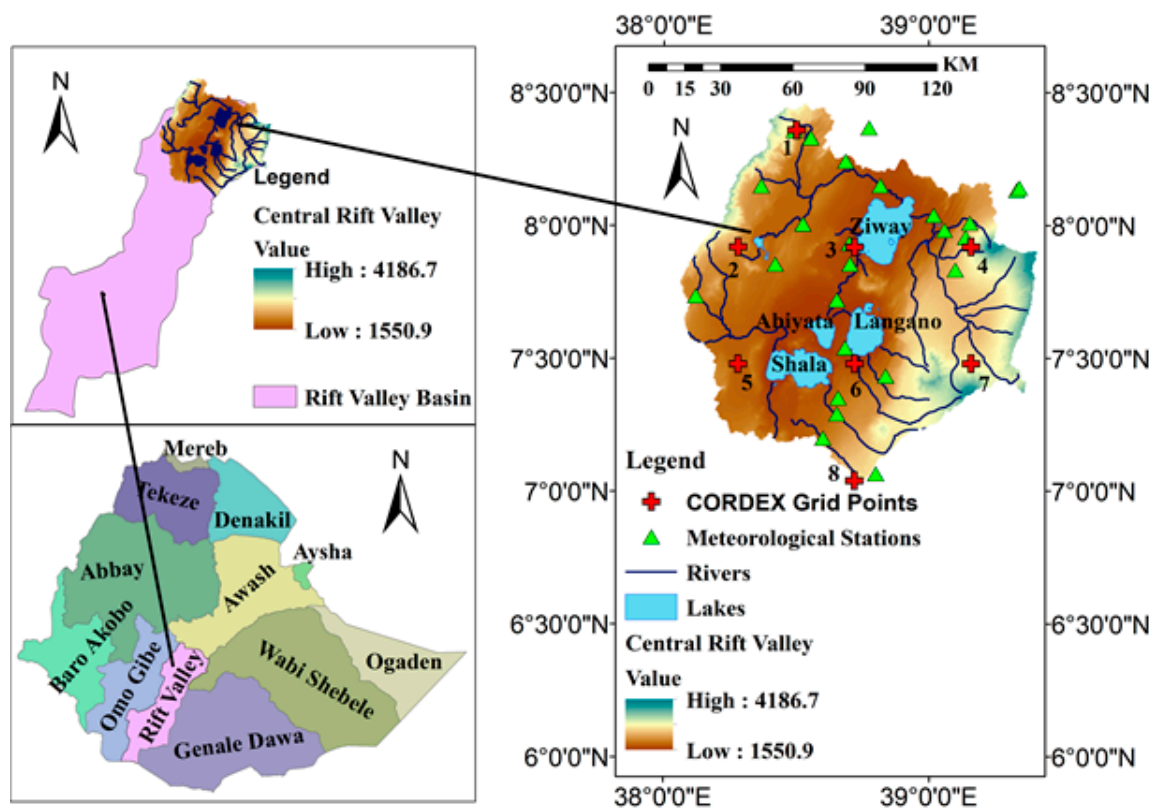 N
Legend
Central Rift Valley
Value
High : 4186.7
Low : 1550.9
Rift Valley Basin
Mereb
N
Tekeze
Denakil
Aysha
Abbay
Awash
Baro Akobo
Omo Gibe
Rift Valley
Wabi Shebele
Ogaden
Genale Dawa
38°0'0"E 39°0'0"E
KM
0 15 30 60 90 120
8°30'0"N 8°30'0"N
N
1
8°0'0"N 8°0'0"N
Ziway
2 3 4
Abiyata Langano
7°30'0"N 7°30'0"N
Shala
5 6 7
Legend
8
7°0'0"N 7°0'0"N
CORDEX Grid Points
Meteorological Stations
Rivers
Lakes
6°30'0"N 6°30'0"N
Central Rift Valley
Value
High : 4186.7
Low : 1550.9
6°0'0"N 6°0'0"N
38°0'0"E 39°0'0"E